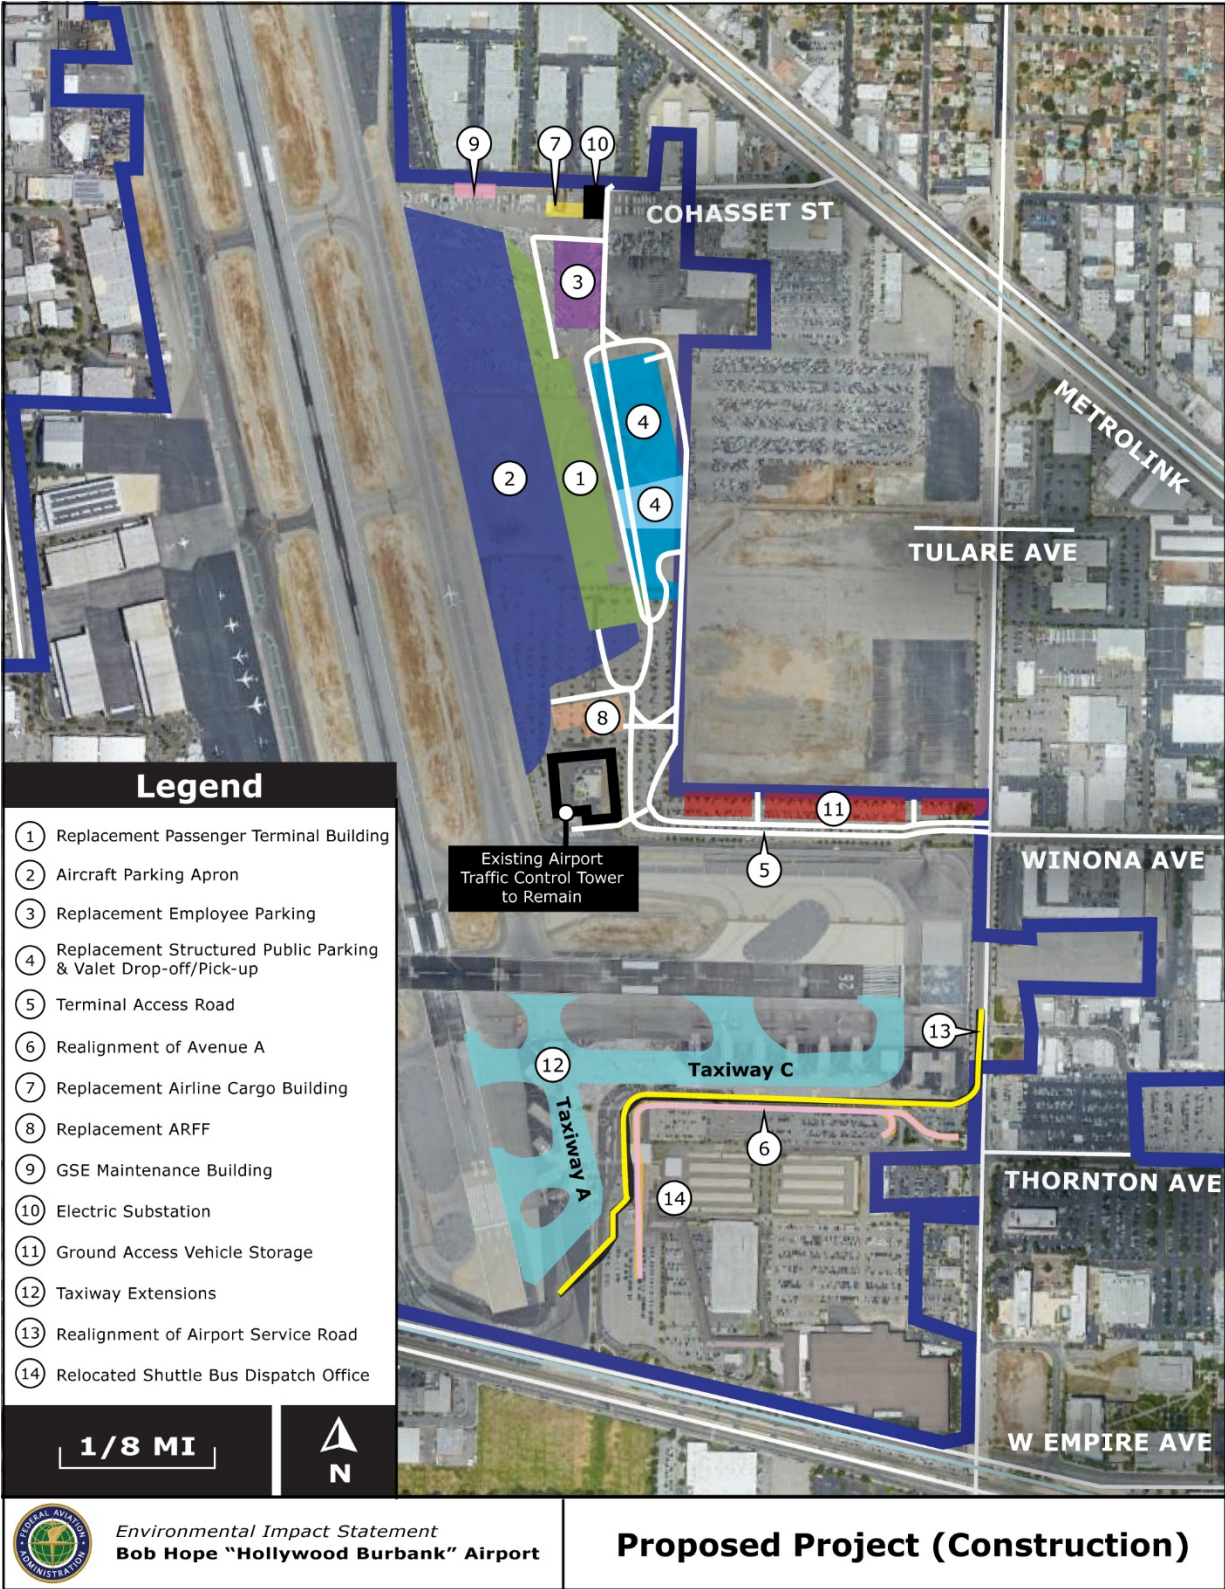 9
7
10
COHASSET ST
3
METROLINK
4
2
1
4
TULARE AVE
8
11
Existing Airport
Traffic Control Tower
to Remain
5
WINONA AVE
26
13
12
Taxiway C
Taxiway A
6
14
THORNTON AVE
W EMPIRE AVE
Legend
1 Replacement Passenger Terminal Building
2 Aircraft Parking Apron
3 Replacement Employee Parking
4 Replacement Structured Public Parking
& Valet Drop-off/Pick-up
5 Terminal Access Road
6 Realignment of Avenue A
7 Replacement Airline Cargo Building
8 Replacement ARFF
9 GSE Maintenance Building
10 Electric Substation
11 Ground Access Vehicle Storage
12 Taxiway Extensions
13 Realignment of Airport Service Road
14 Relocated Shuttle Bus Dispatch Office
1/8 MI
N
FEDERAL AVIATION
ADMINISTRATION
Environmental Impact Statement
Bob Hope “Hollywood Burbank” Airport
Proposed Project (Construction)